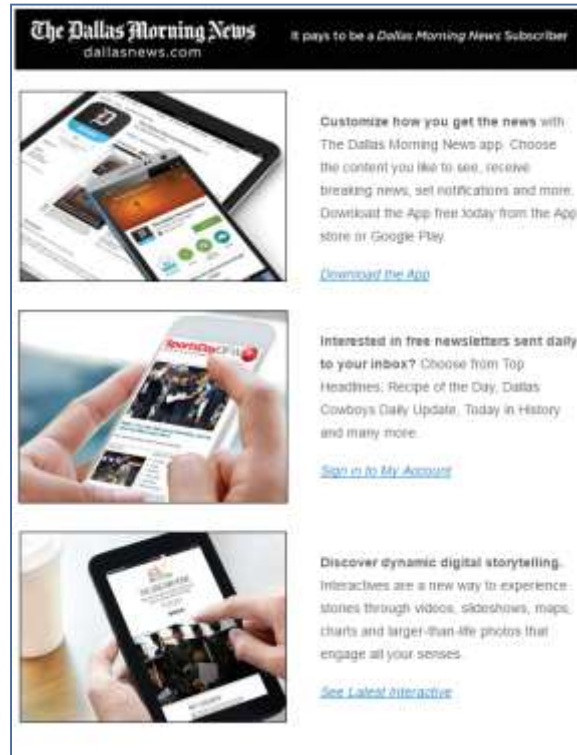 The Dallas Morning News
dallasnews.com
It pays to be a Dallas Morning News Subscriber
Customize how you get the news with
The Dallas Morning News app. Choose
the content you like to see, receive
breaking news, set notifications and more.
Download the App free today from the App
store or Google Play.
Download the App
SportsDayDFW
Interested in free newsletters sent daily
to your inbox? Choose from Top
Headlines, Recipe of the Day, Dallas
Cowboys Daily Update, Today in History
and many more.
Sign in to My Account
Discover dynamic digital storytelling.
Interactives are a new way to experience
stories through videos, slideshows, maps,
charts and larger-than-life photos that
engage all your senses.
See Latest Interactive